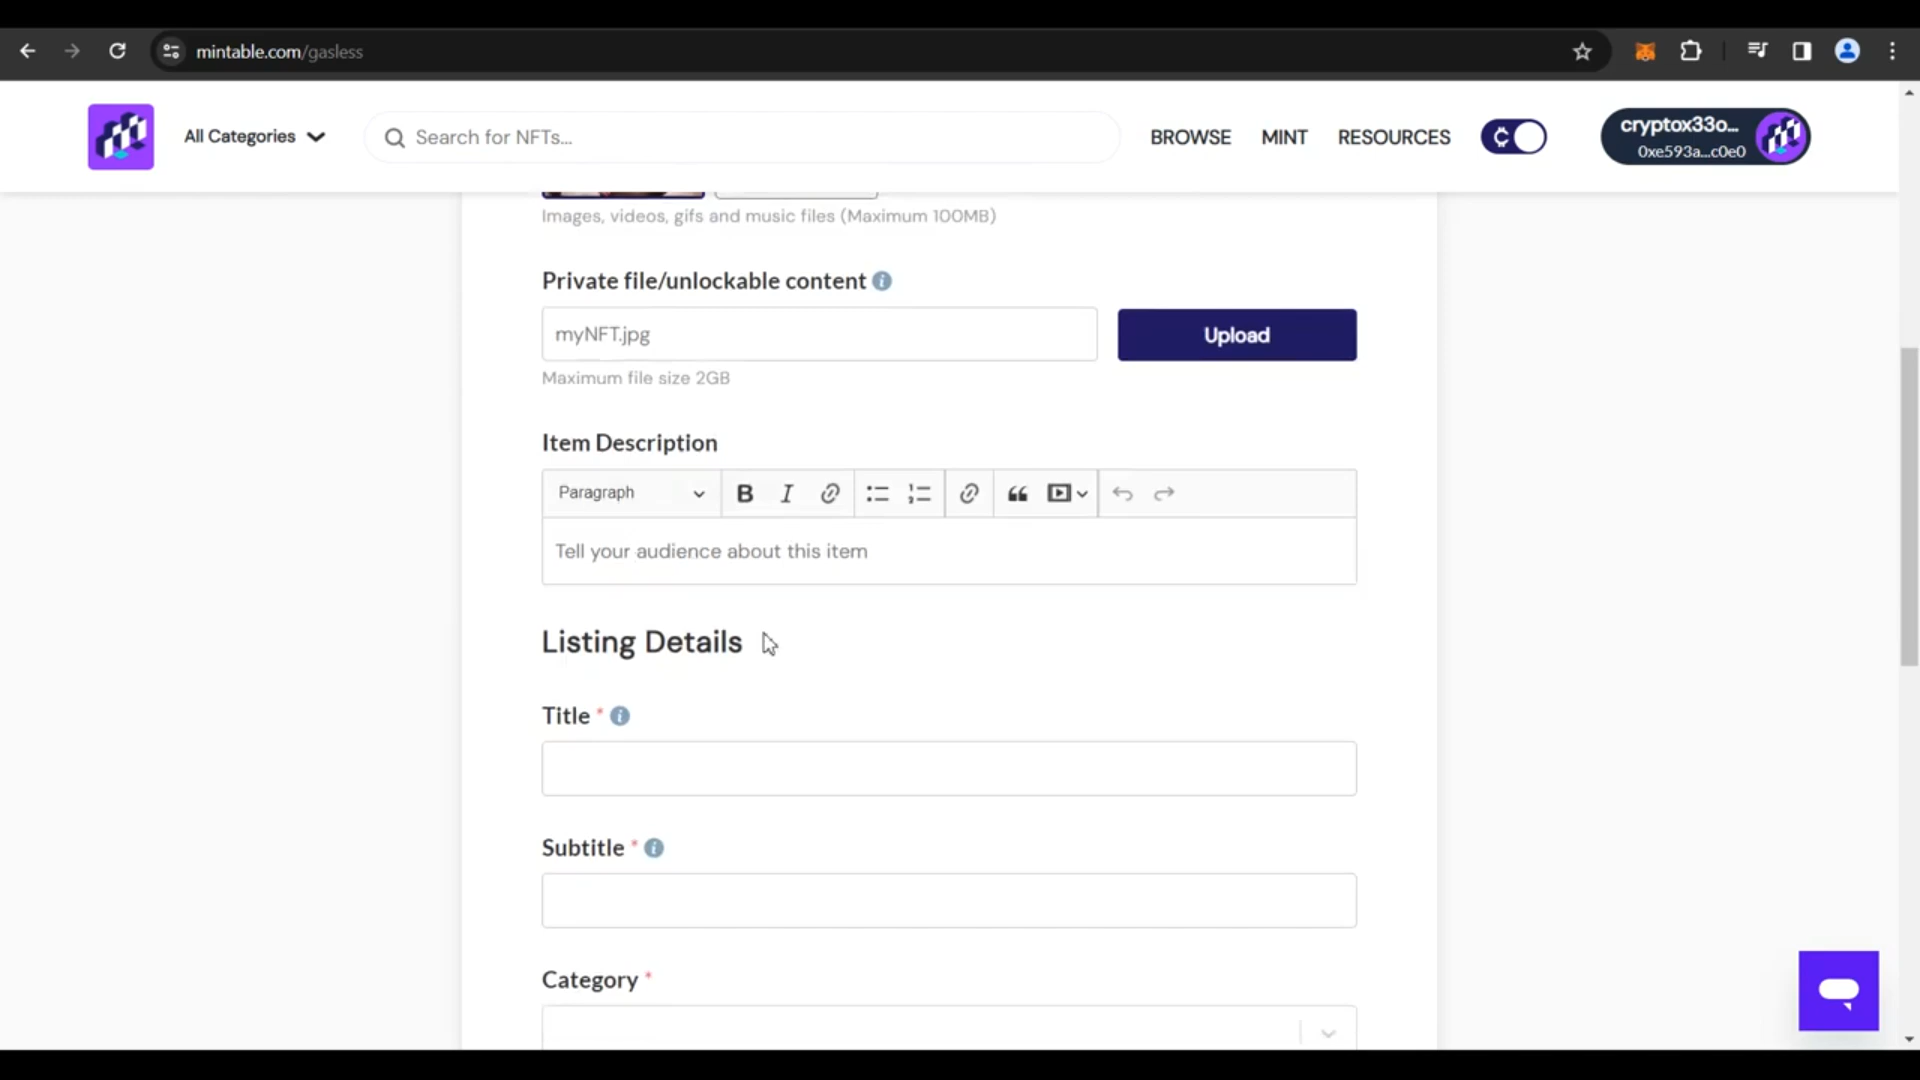 mintable.com/gasless
All Categories
Search for NFTs...
BROWSE
MINT
RESOURCES
cryptox33o...
0xe593a...c0e0
Images, videos, gifs and music files (Maximum 100MB)
Private file/unlockable content
myNFT.jpg
Upload
Maximum file size 2GB
Item Description
Paragraph
Tell your audience about this item
Listing Details
Title *
Subtitle *
Category *